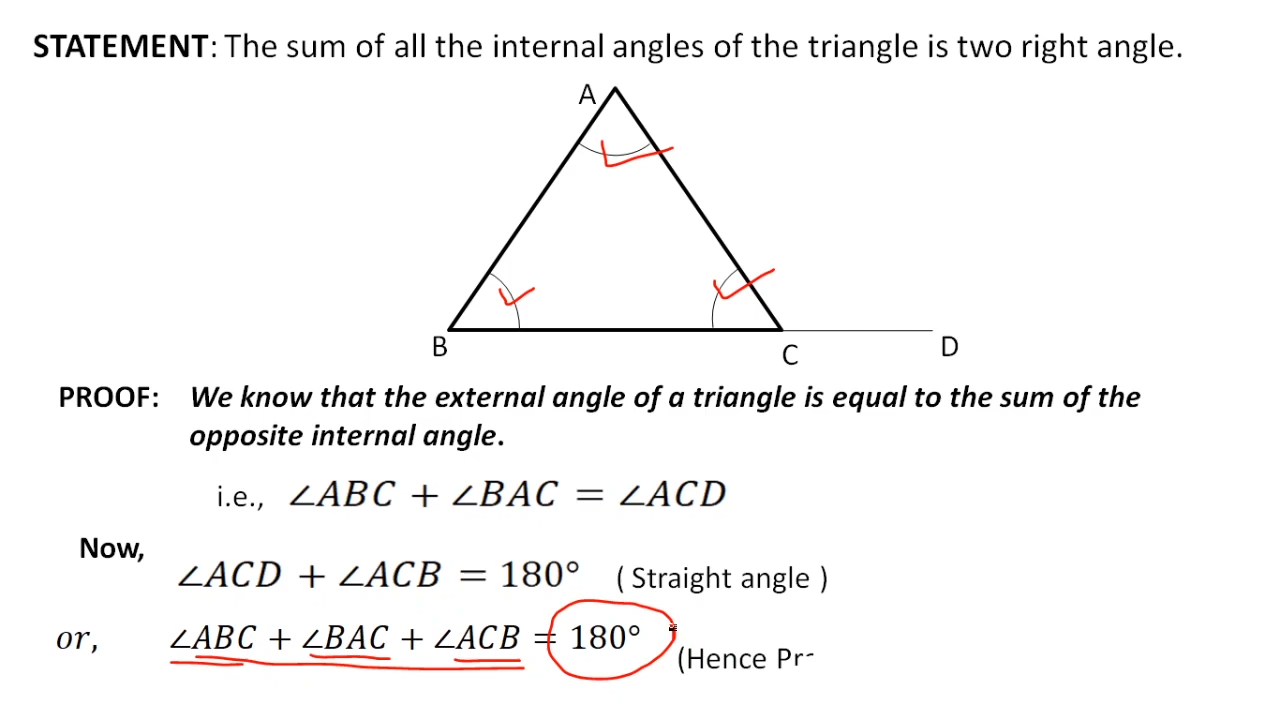 STATEMENT: The sum of all the internal angles of the triangle is two right angle.
A
B
C
D
PROOF: We know that the external angle of a triangle is equal to the sum of the
opposite internal angle.
i.e., ∠ABC + ∠BAC = ∠ACD
Now,
∠ACD + ∠ACB = 180° ( Straight angle )
or, ∠ABC + ∠BAC + ∠ACB = 180°
(Hence